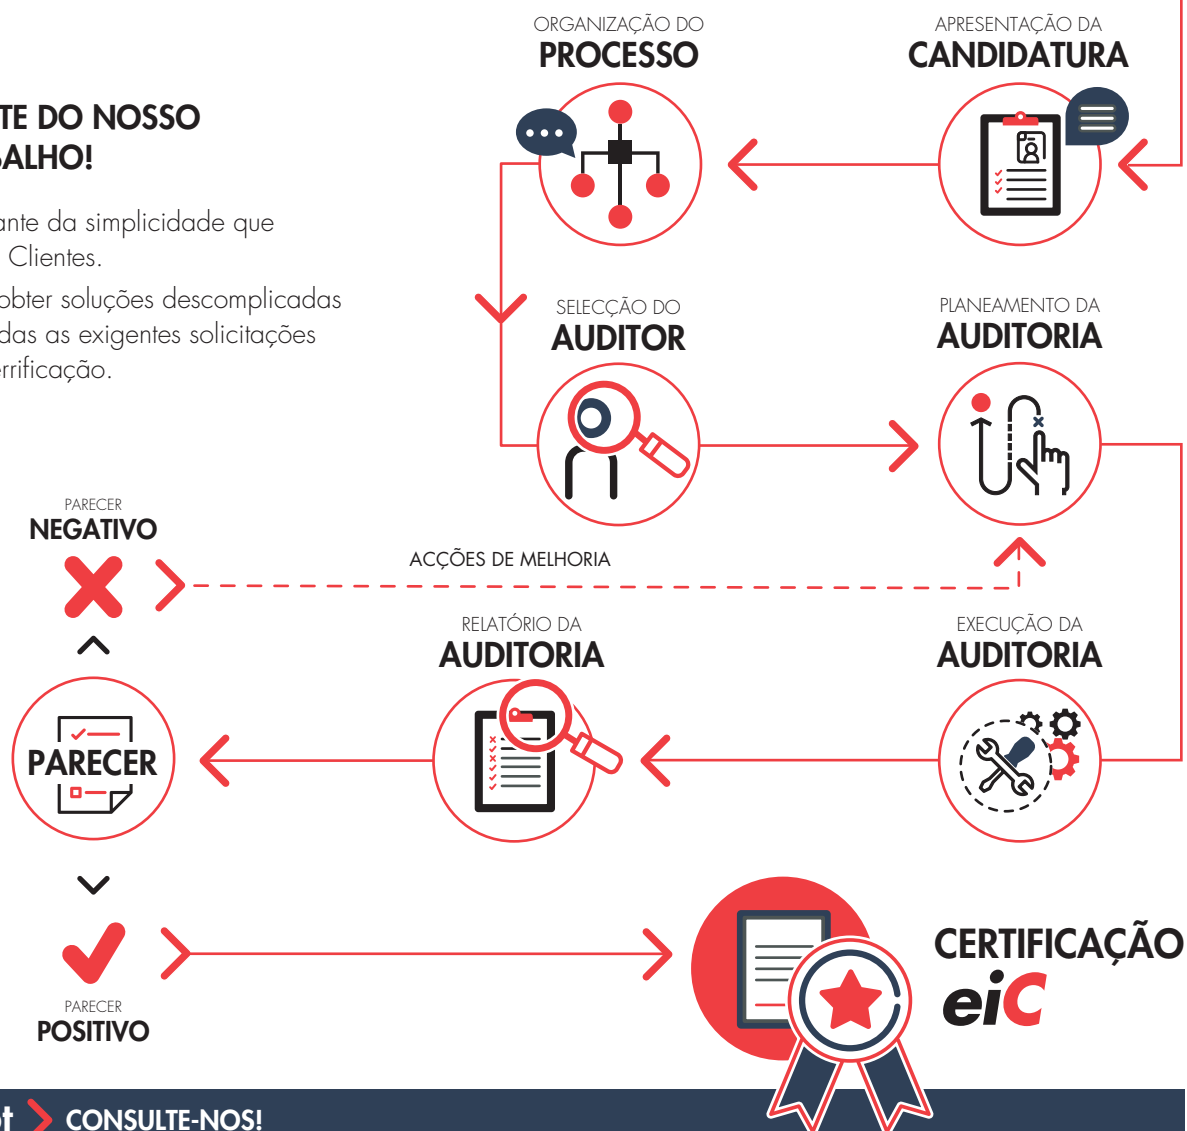 ORGANIZAÇÃO DO
PROCESSO
APRESENTAÇÃO DA
CANDIDATURA
TE DO NOSSO
BALHO!
ante da simplicidade que
Clientes.
obter soluções descomplicadas
das as exigentes solicitações
errificação.
SELECÇÃO DO
AUDITOR
PLANEAMENTO DA
AUDITORIA
PARECER
NEGATIVO
ACÇÕES DE MELHORIA
RELATÓRIO DA
AUDITORIA
EXECUÇÃO DA
AUDITORIA
PARECER
PARECER
POSITIVO
CERTIFICAÇÃO
eiC
CONSULTE-NOS!